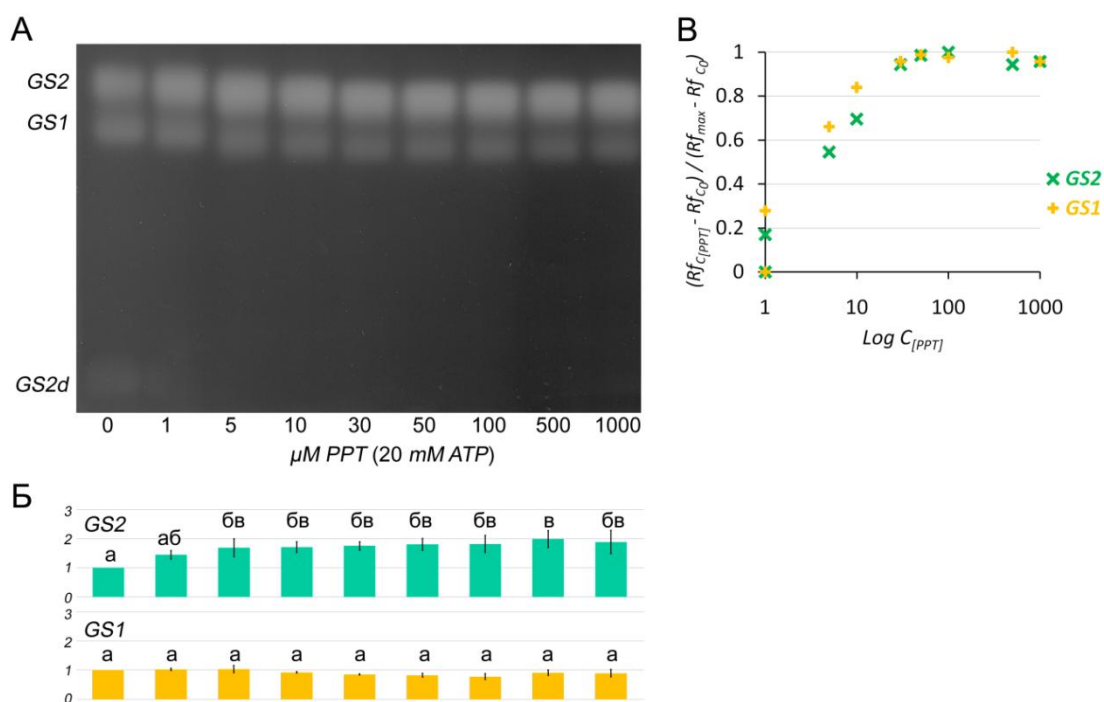 А
GS2
GS1
GS2d
0 1 5 10 30 50 100 500 1000
μM PPT (20 mM ATP)
В
(Rf_C[PPT] - Rf_C0) / (Rf_max - Rf_C0)
1
0.8
0.6
0.4
0.2
0
1 10 100 1000
Log C[PPT]
GS2
GS1
Б
3
2
1
0
GS2
а аб бв бв бв бв бв в бв
3
2
1
0
GS1
а а а а а а а а а